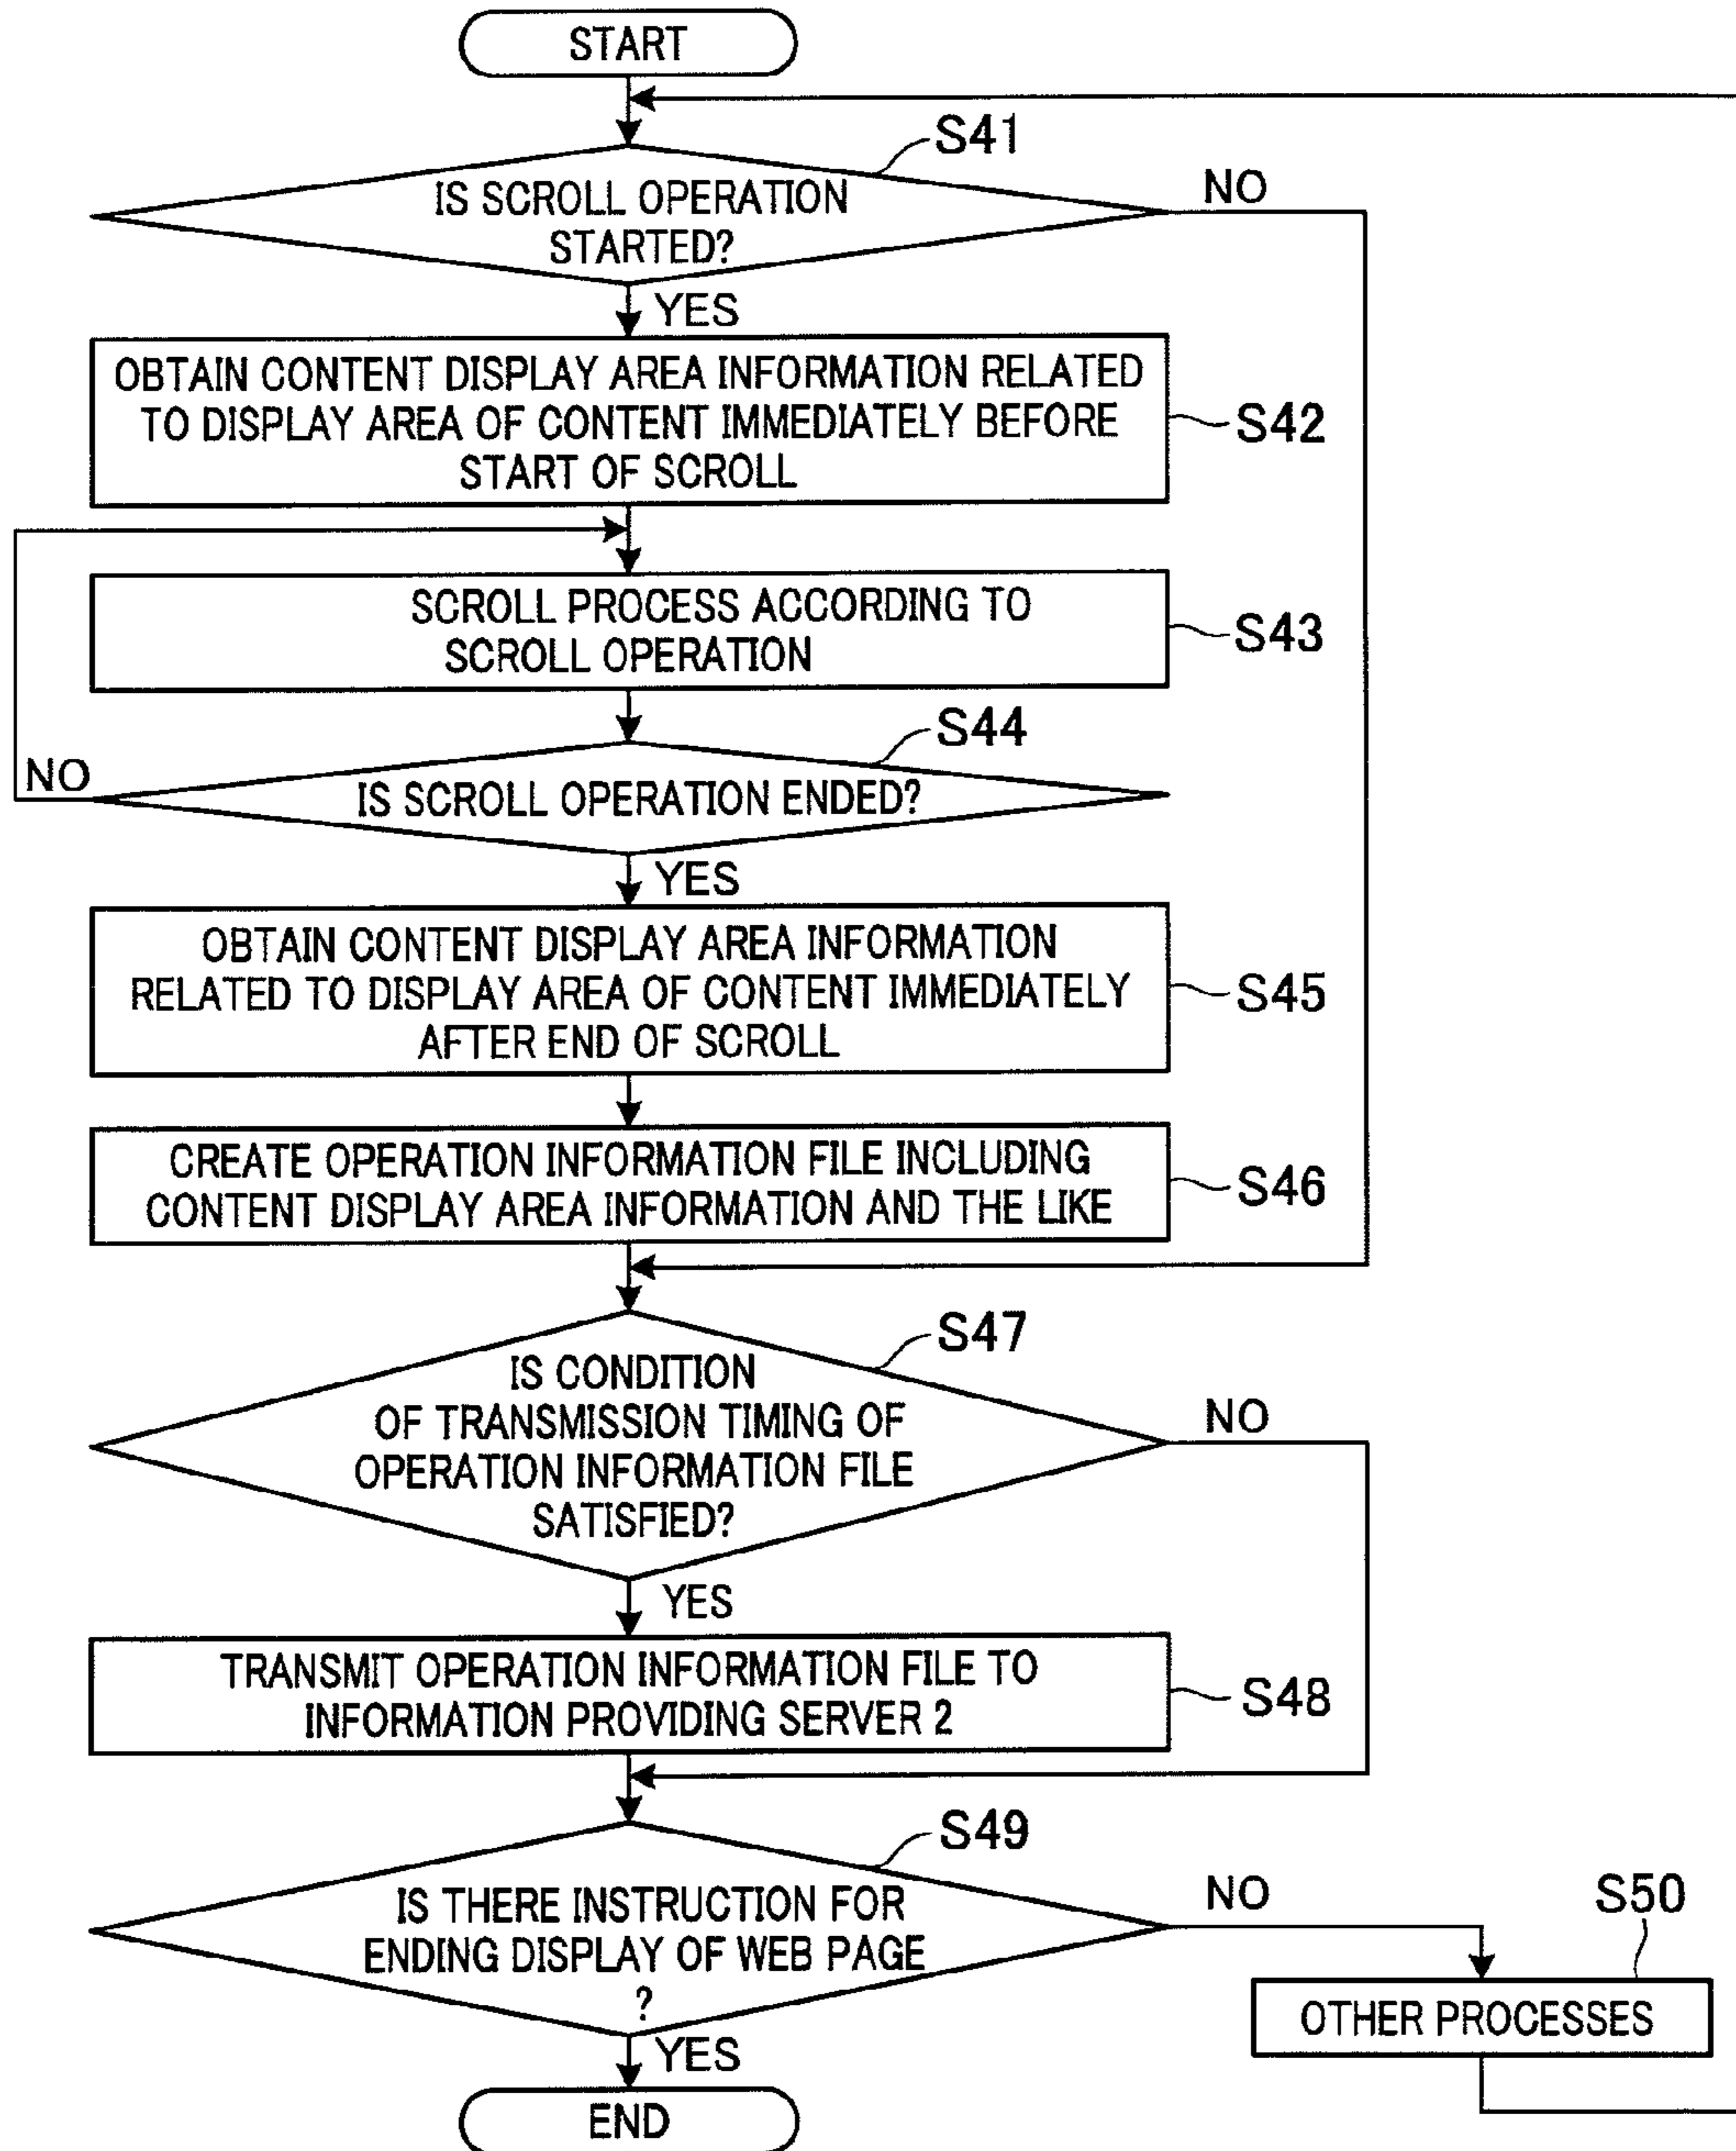 START
S41
IS SCROLL OPERATION
STARTED?
NO
YES
OBTAIN CONTENT DISPLAY AREA INFORMATION RELATED
TO DISPLAY AREA OF CONTENT IMMEDIATELY BEFORE
START OF SCROLL
S42
SCROLL PROCESS ACCORDING TO
SCROLL OPERATION
S43
S44
NO
IS SCROLL OPERATION ENDED?
YES
OBTAIN CONTENT DISPLAY AREA INFORMATION
RELATED TO DISPLAY AREA OF CONTENT IMMEDIATELY
AFTER END OF SCROLL
S45
CREATE OPERATION INFORMATION FILE INCLUDING
CONTENT DISPLAY AREA INFORMATION AND THE LIKE
S46
S47
IS CONDITION
OF TRANSMISSION TIMING OF
OPERATION INFORMATION FILE
SATISFIED?
NO
YES
TRANSMIT OPERATION INFORMATION FILE TO
INFORMATION PROVIDING SERVER 2
S48
S49
IS THERE INSTRUCTION FOR
ENDING DISPLAY OF WEB PAGE
?
NO
S50
OTHER PROCESSES
YES
END